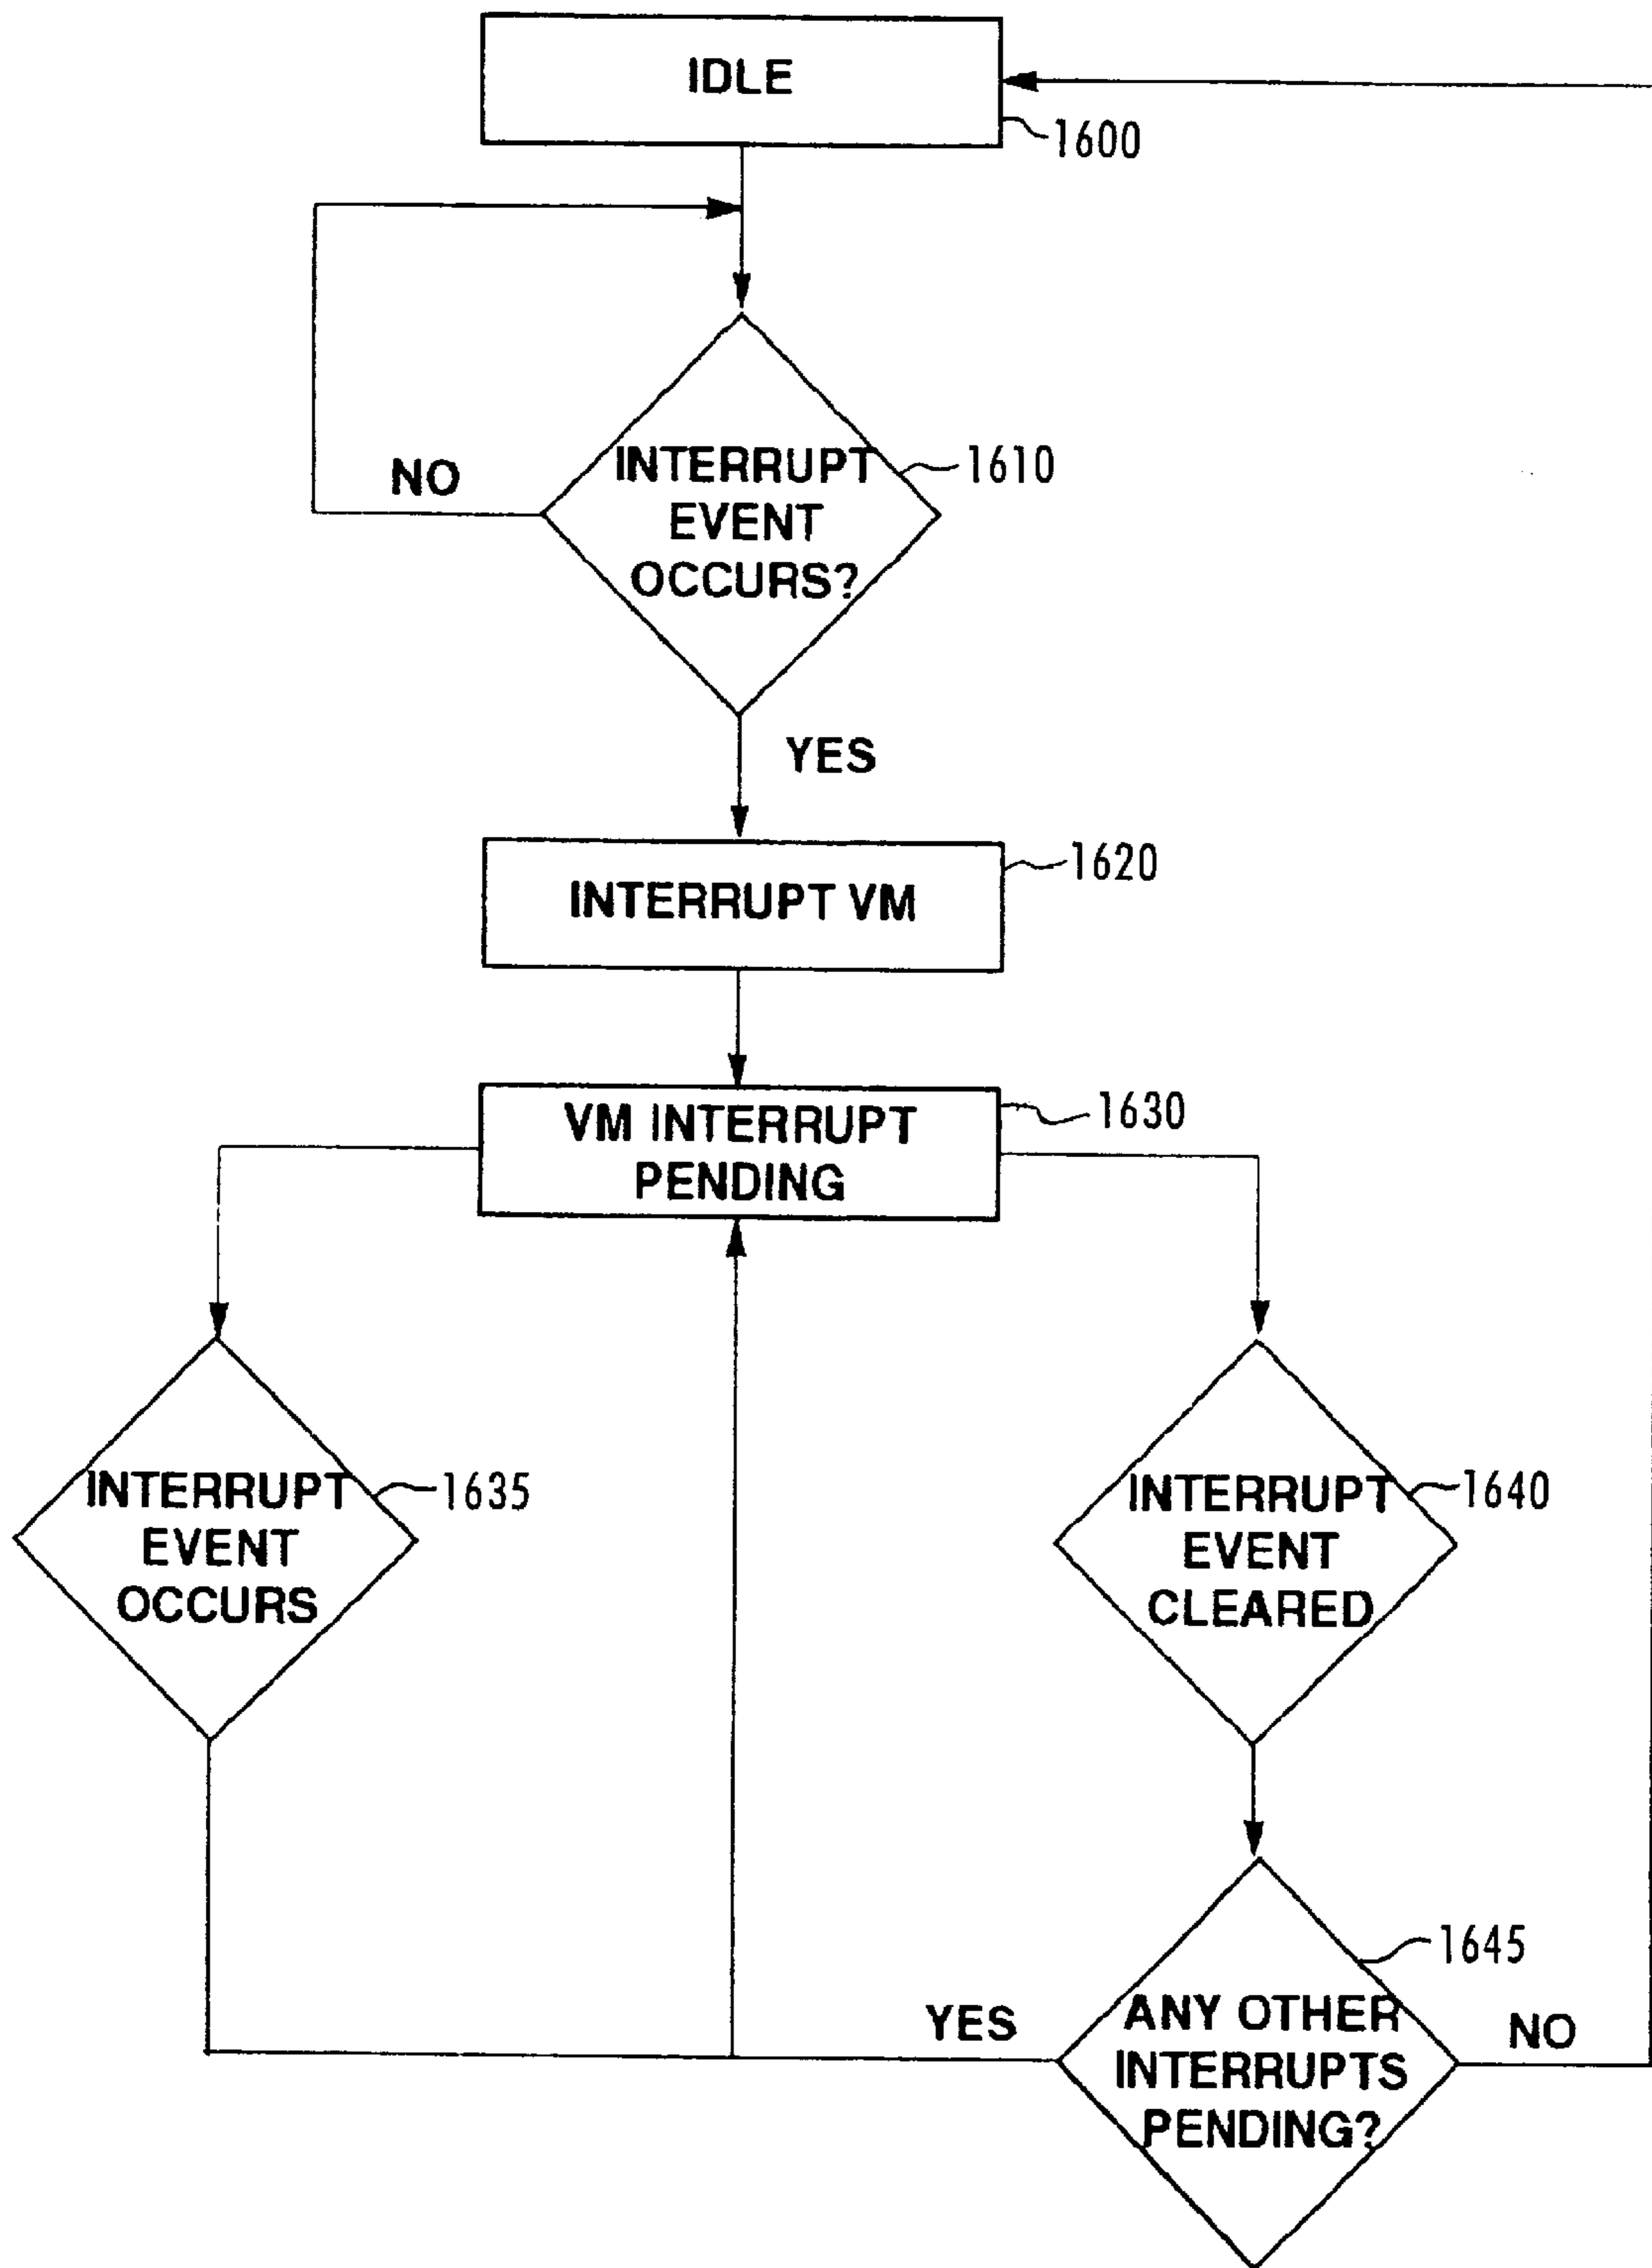 IDLE
1600
INTERRUPT
EVENT
OCCURS?
1610
NO
YES
INTERRUPT VM
1620
VM INTERRUPT
PENDING
1630
INTERRUPT
EVENT
OCCURS
1635
INTERRUPT
EVENT
CLEARED
1640
ANY OTHER
INTERRUPTS
PENDING?
1645
YES
NO